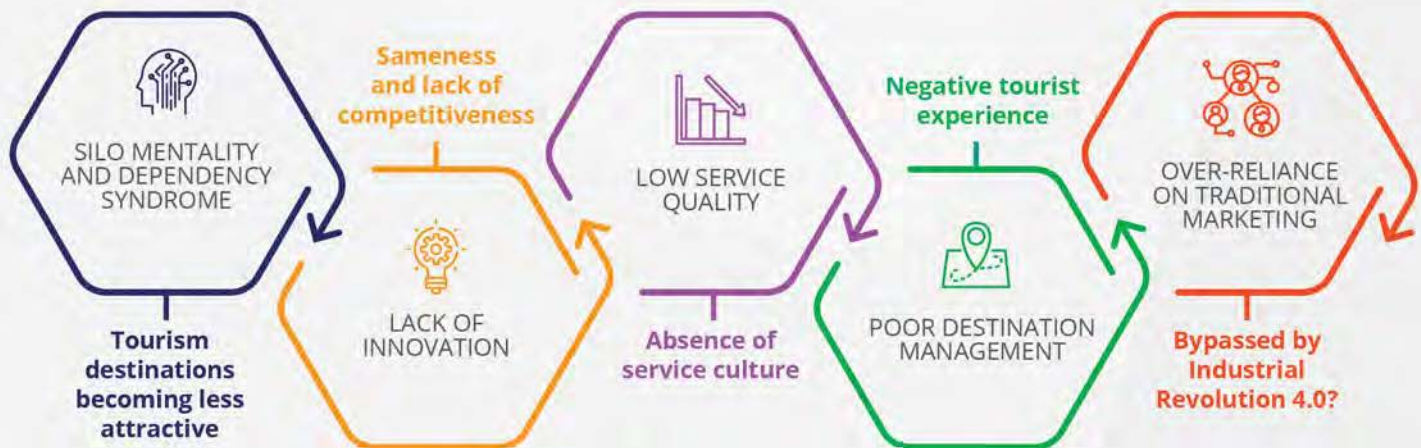 SILO MENTALITY
AND DEPENDENCY
SYNDROME
Tourism
destinations
becoming less
attractive
Sameness
and lack of
competitiveness
LACK OF
INNOVATION
LOW SERVICE
QUALITY
Absence of
service culture
Negative tourist
experience
POOR DESTINATION
MANAGEMENT
OVER-RELIANCE
ON TRADITIONAL
MARKETING
Bypassed by
Industrial
Revolution 4.0?